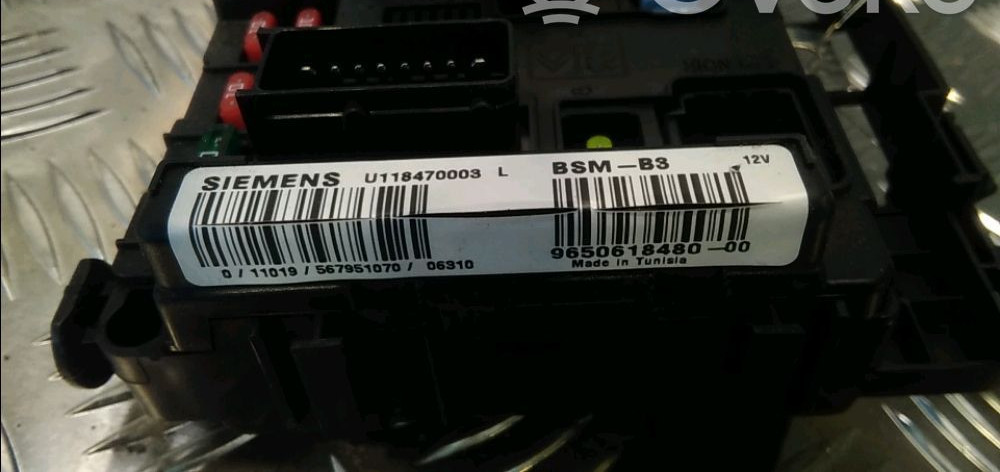 SIEMENS U118470003 L
BSM-B3 12V
0/11019/567951070/06310
9650618480-00
Made in Tunisia